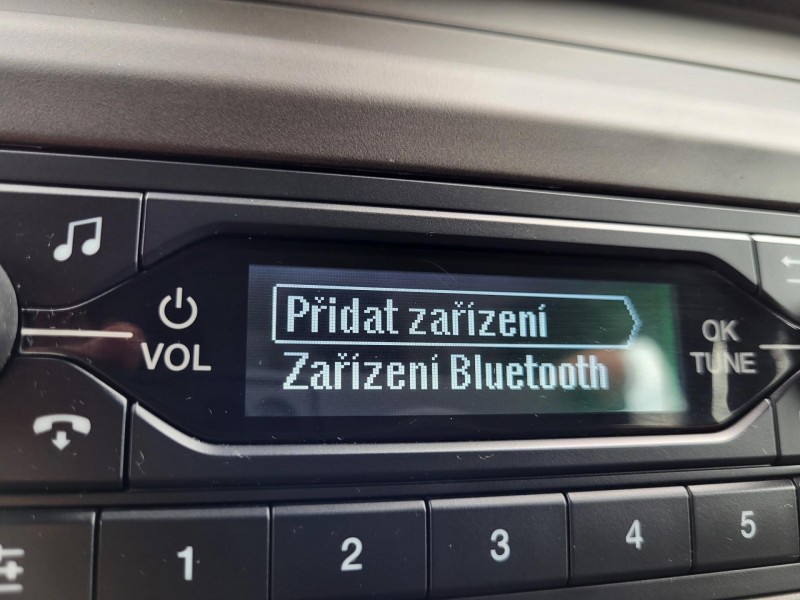 Přidat zařízení
Zařízení Bluetooth
VOL
OK
TUNE
1 2 3 4 5